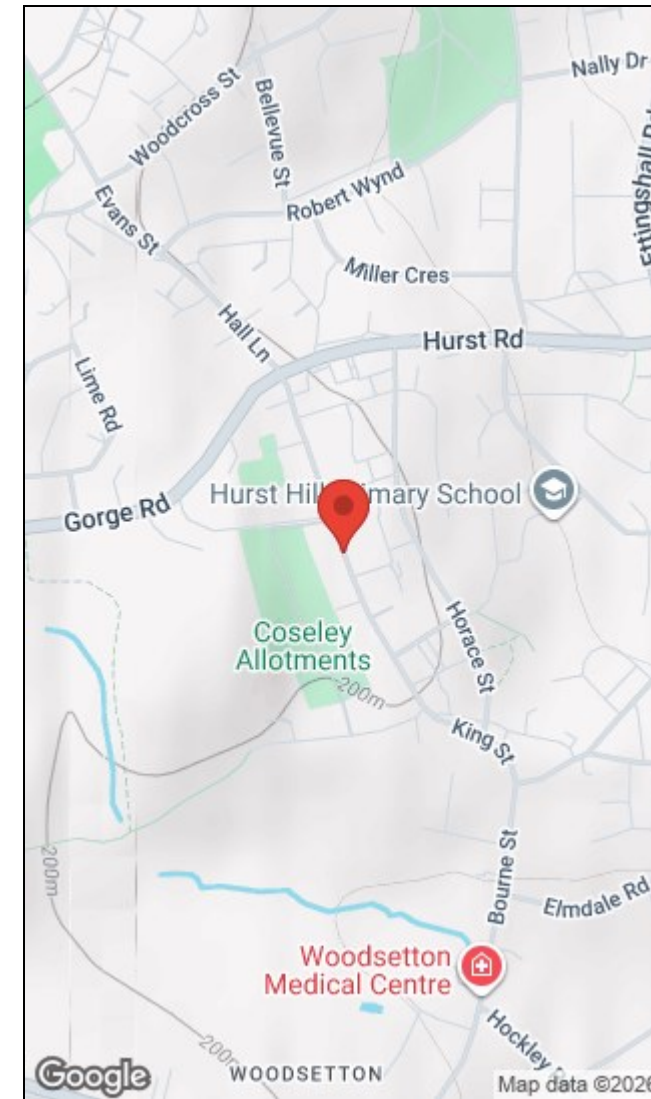 Nally Dr
Woodcross St
Bellevue St
Robert Wynd
Evans St
Miller Cres
Hall Ln
Hurst Rd
Lime Rd
Gorge Rd
Coseley
Allotments
200m
Horace St
King St
200m
Bourne St
Elmdale Rd
Woodsetton
Medical Centre
Hockley
200m
WOODSETTON
Google
Map data ©2026
Hurst Hill Primary School